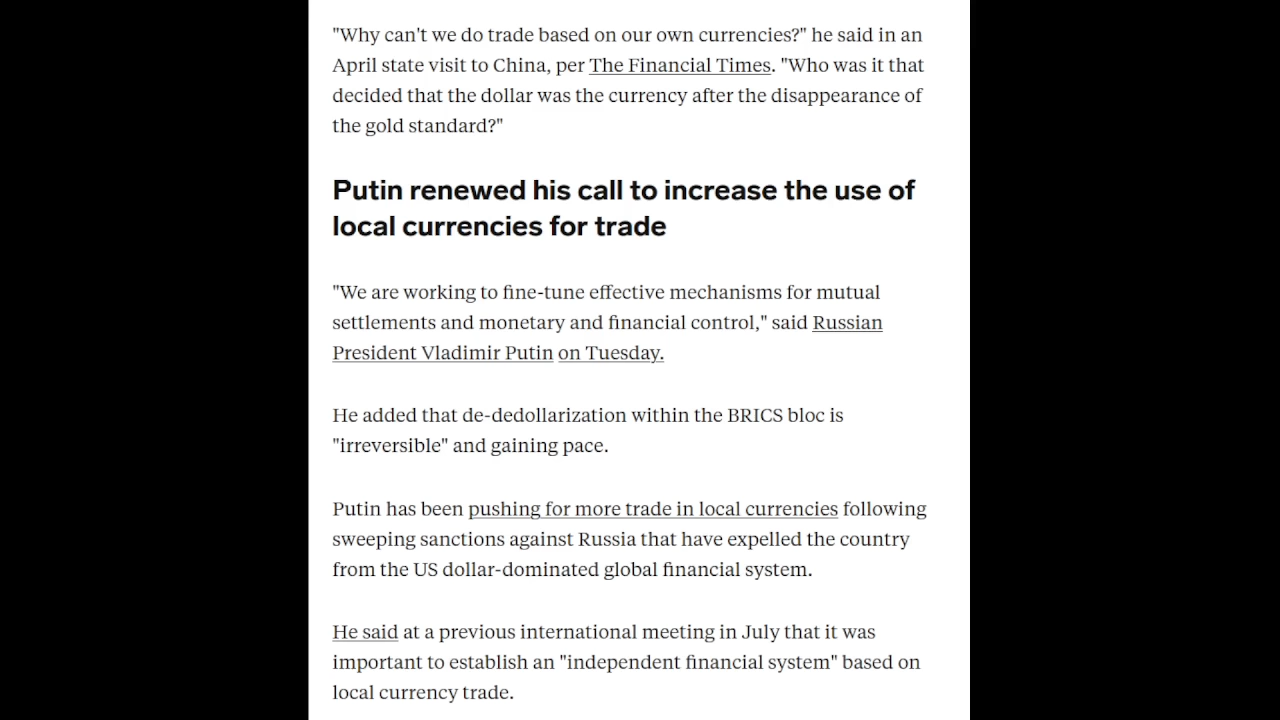 "Why can't we do trade based on our own currencies?" he said in an
April state visit to China, per The Financial Times. "Who was it that
decided that the dollar was the currency after the disappearance of
the gold standard?"
Putin renewed his call to increase the use of
local currencies for trade
"We are working to fine-tune effective mechanisms for mutual
settlements and monetary and financial control," said Russian
President Vladimir Putin on Tuesday.
He added that de-dedollarization within the BRICS bloc is
"irreversible" and gaining pace.
Putin has been pushing for more trade in local currencies following
sweeping sanctions against Russia that have expelled the country
from the US dollar-dominated global financial system.
He said at a previous international meeting in July that it was
important to establish an "independent financial system" based on
local currency trade.